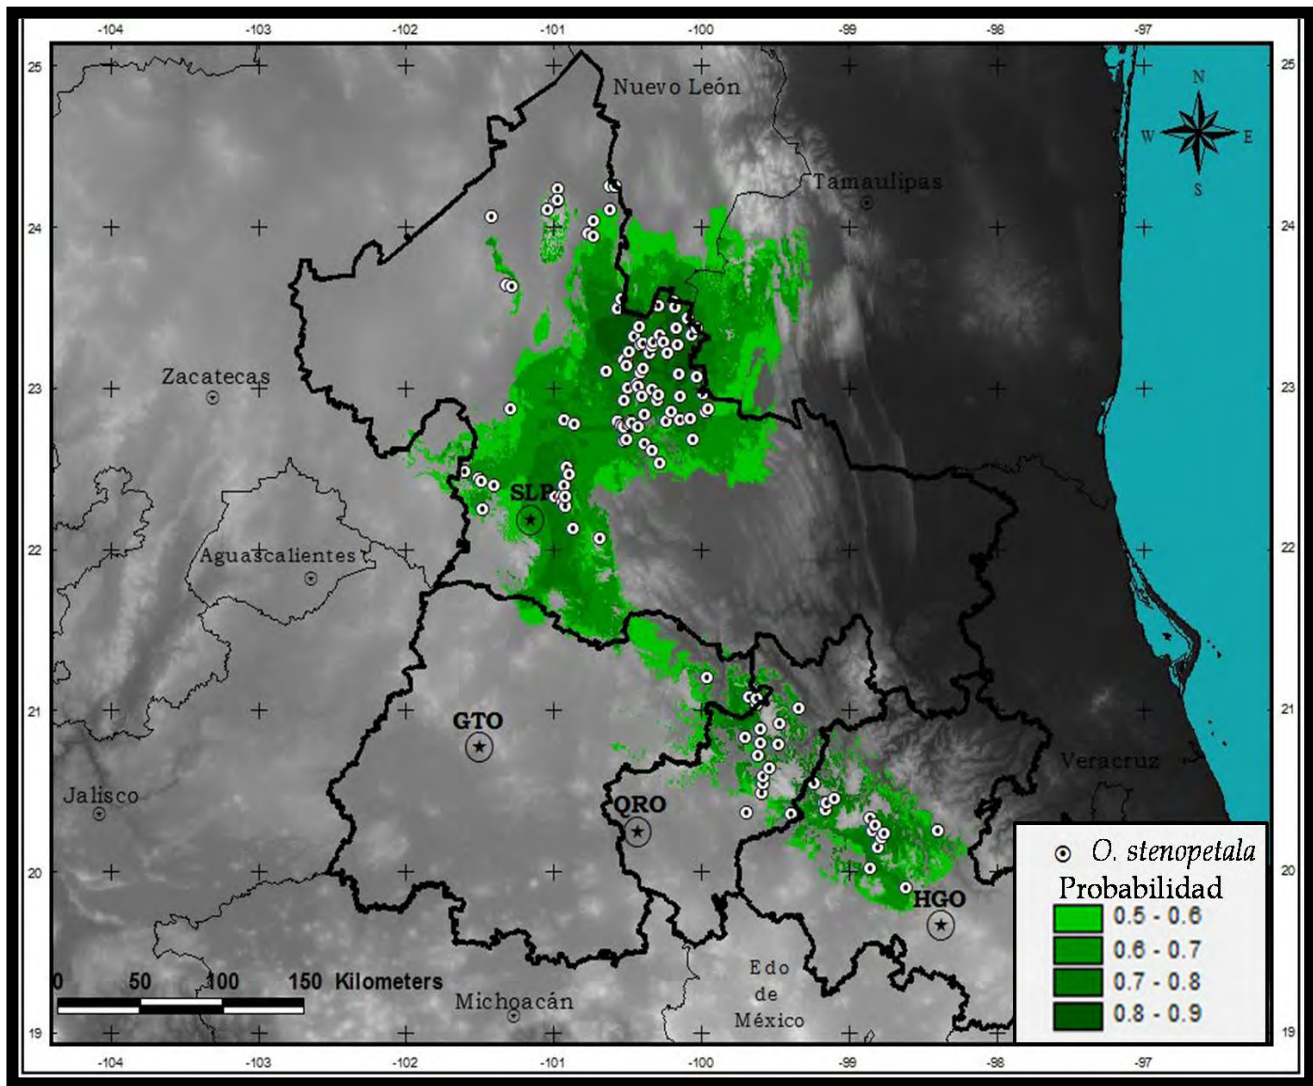 -104 -103 -102 -101 -100 -99 -98 -97
25 25
Nuevo León
N
W E
S
Tamaulipas
24 24
23 23
Zacatecas
SLP
22 22
Aguascalientes
21 21
GTO
Veracruz
Jalisco
QRO
20 20
HGO
O. stenopetala
Probabilidad
0.5 - 0.6
0.6 - 0.7
0.7 - 0.8
0.8 - 0.9
0 50 100 150 Kilometers
Michoacán
Edo
de
México
19 19
-104 -103 -102 -101 -100 -99 -98 -97